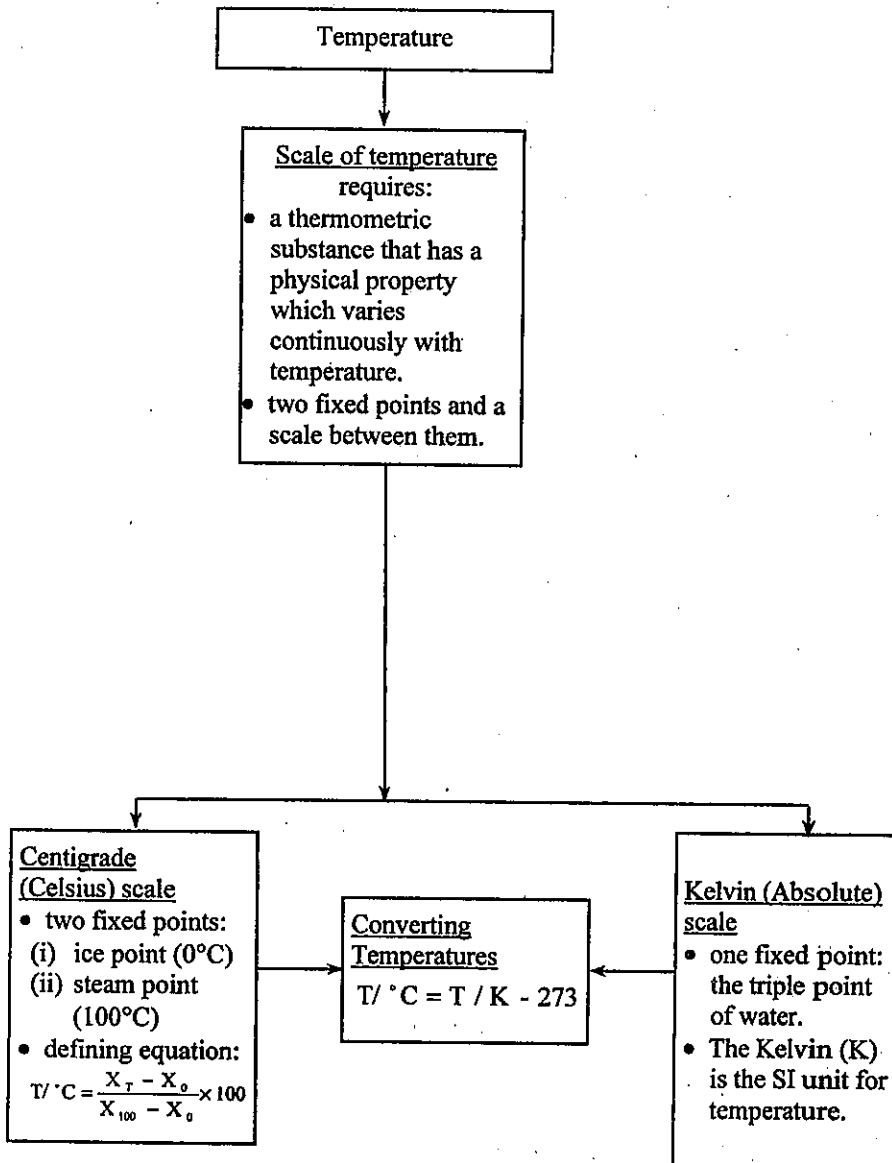 Temperature
Scale of temperature
requires:
• a thermometric
substance that has a
physical property
which varies
continuously with
temperature.
• two fixed points and a
scale between them.
Centigrade
(Celsius) scale
• two fixed points:
(i) ice point (0°C)
(ii) steam point
(100°C)
• defining equation:
T/ °C = (X_T − X_0) / (X_100 − X_0) × 100
Converting
Temperatures
T/ °C = T / K - 273
Kelvin (Absolute)
scale
• one fixed point:
the triple point
of water.
• The Kelvin (K)
is the SI unit for
temperature.